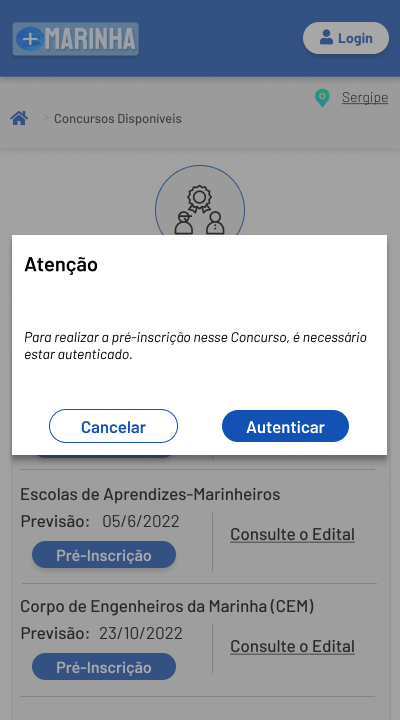 MARINHA
Login
Sergipe
Concursos Disponíveis
Atenção
Para realizar a pré-inscrição nesse Concurso, é necessário
estar autenticado.
Cancelar
Autenticar
Escolas de Aprendizes-Marinheiros
Previsão: 05/6/2022
Consulte o Edital
Pré-Inscrição
Corpo de Engenheiros da Marinha (CEM)
Previsão: 23/10/2022
Consulte o Edital
Pré-Inscrição